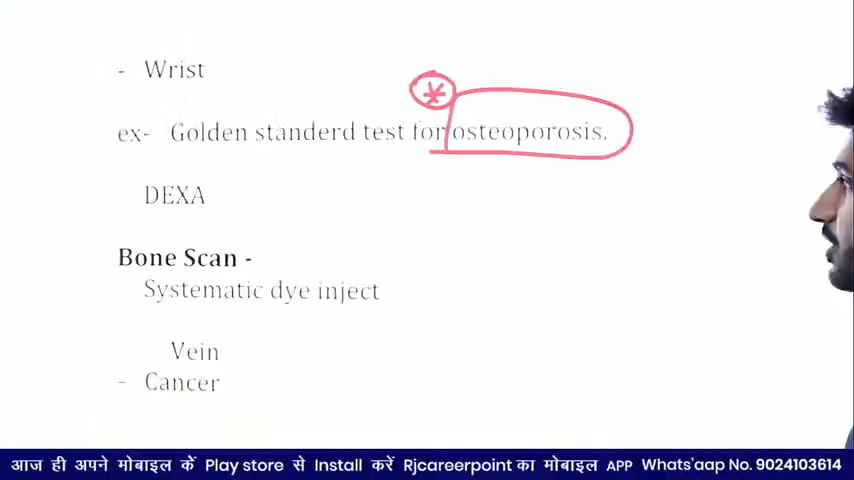 - Wrist
ex- Golden standerd test for osteoporosis.
DEXA
Bone Scan -
Systematic dye inject
Vein
- Cancer
आज ही अपने मोबाइल में Play store से Install करें Rjcareerpoint का मोबाइल APP Whats'aap No. 9024103614